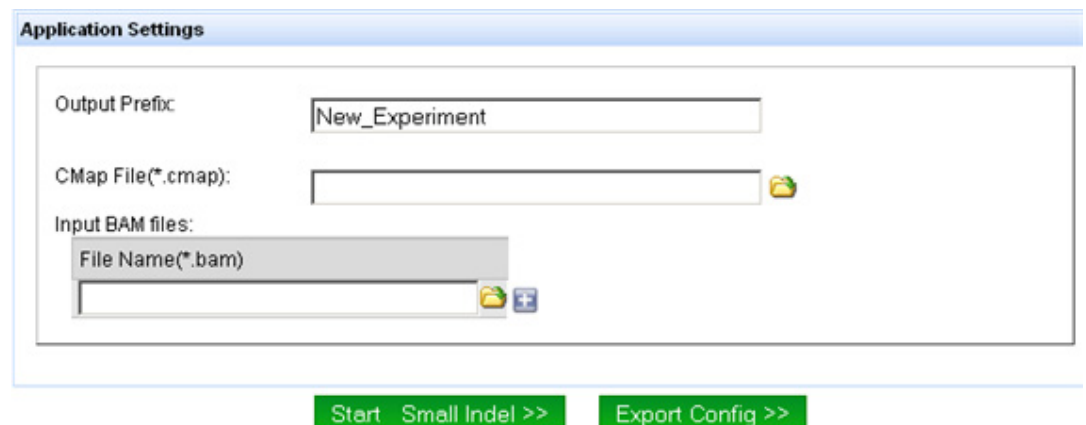 Application Settings
Output Prefix:
New_Experiment
CMap File(*.cmap):
Input BAM files:
File Name(*.bam)
Start Small Indel >>
Export Config >>